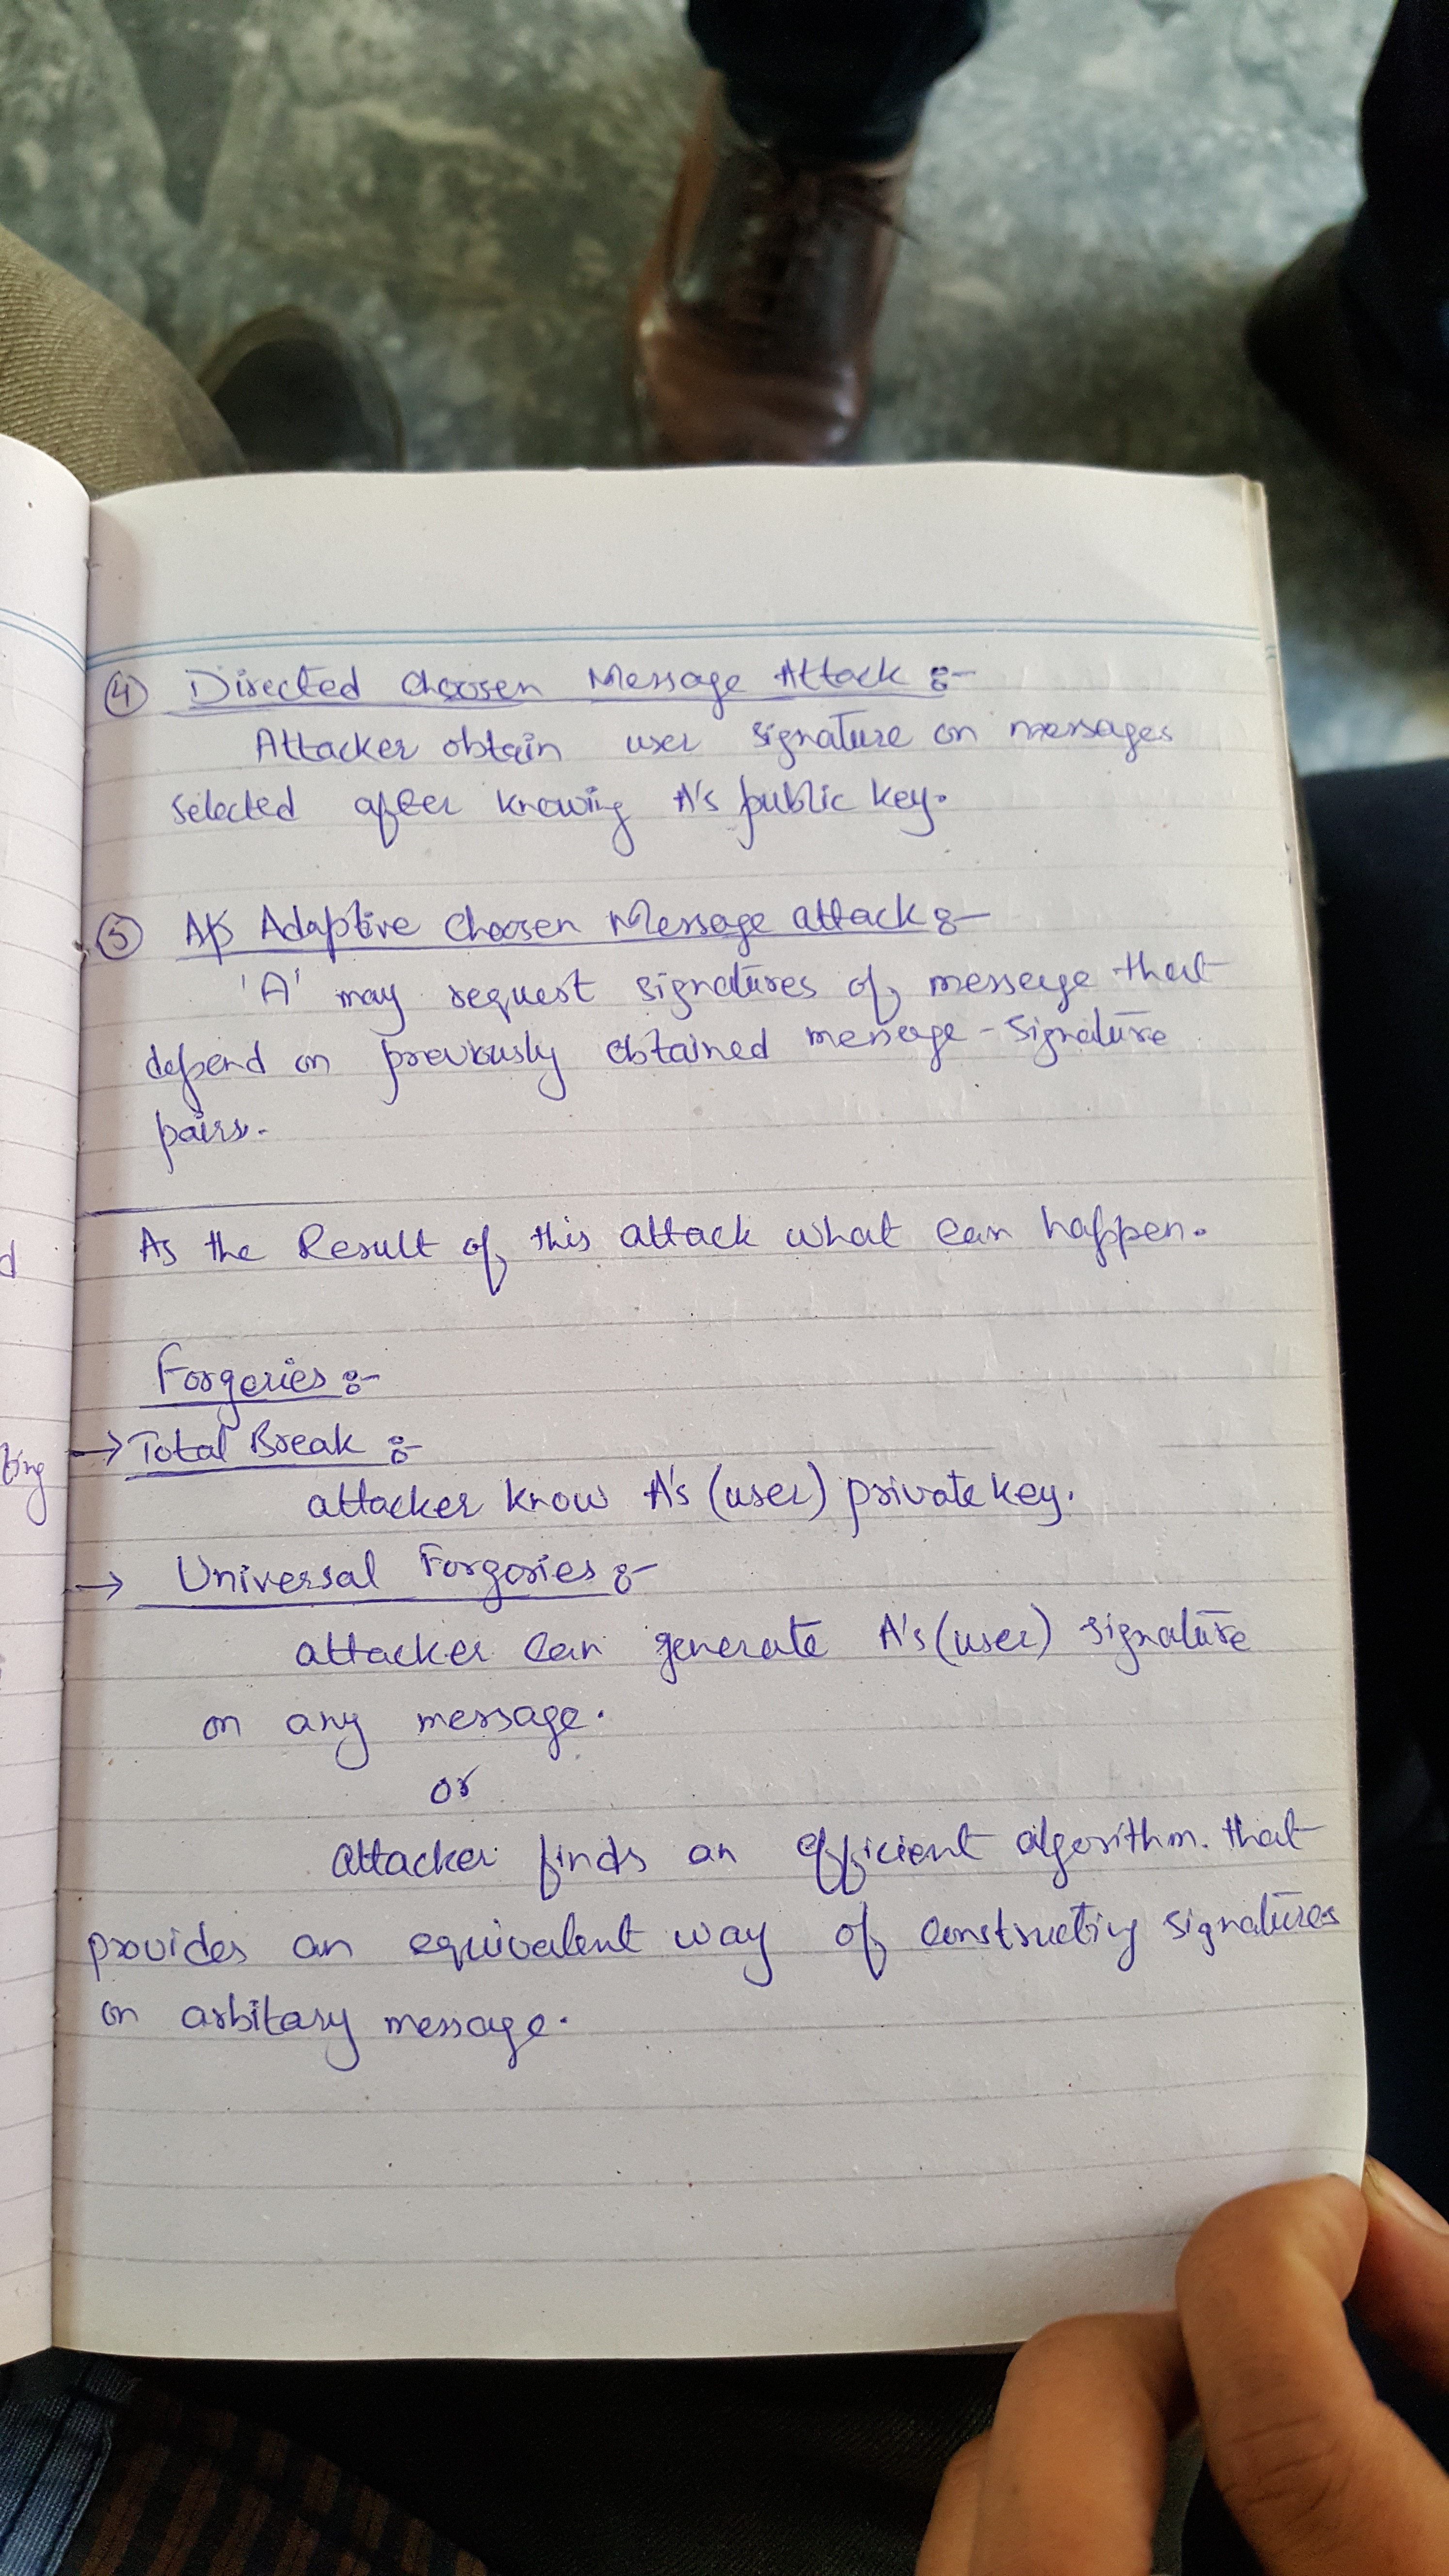 ④ Directed Choosen Message Attack :-
Attacker obtain user signature on messages
selected after knowing A's public key.
⑤ Adaptive Choosen Message attack :-
'A' may request signatures of message that
depend on previously obtained message - signature
pairs.
As the Result of this attack what can happen.
d
Forgeries :-
→ Total Break :-
ting
attacker know A's (user) private key.
→ Universal Forgories :-
attacker can generate A's (user) signature
on any message.
or
attacker finds an efficient algorithm. that
provides an equivalent way of constructing signatures
on arbitary message.